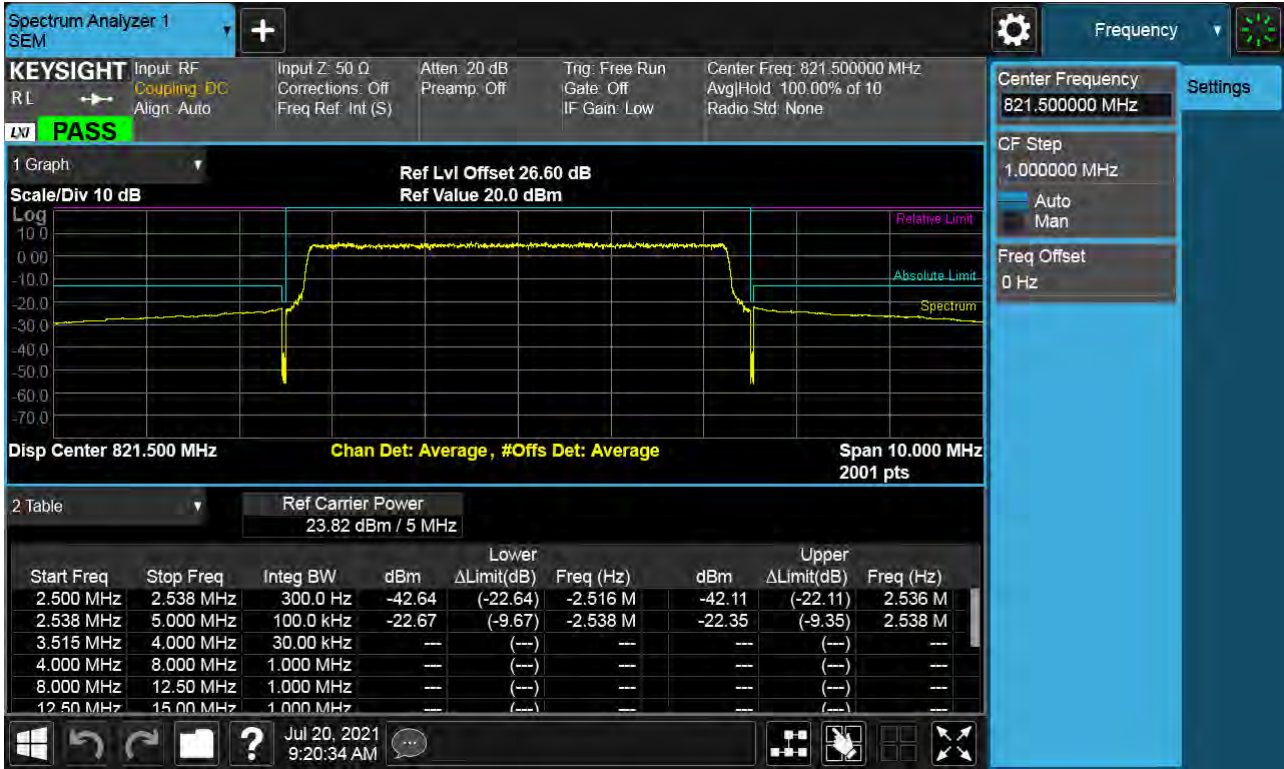 Spectrum Analyzer 1
SEM
Frequency
KEYSIGHT
RL
LXI
PASS
Input: RF
Coupling: DC
Align: Auto
Input Z: 50 Ω
Corrections: Off
Freq Ref: Int (S)
Atten: 20 dB
Preamp: Off
Trig: Free Run
Gate: Off
IF Gain: Low
Center Freq: 821.500000 MHz
Avg|Hold: 100.00% of 10
Radio Std: None
Center Frequency
821.500000 MHz
Settings
CF Step
1.000000 MHz
Auto
Man
Freq Offset
0 Hz
1 Graph
Scale/Div 10 dB
Ref Lvl Offset 26.60 dB
Ref Value 20.0 dBm
Log
10.0
0.00
-10.0
-20.0
-30.0
-40.0
-50.0
-60.0
-70.0
Relative Limit
Absolute Limit
Spectrum
Disp Center 821.500 MHz
Chan Det: Average, #Offs Det: Average
Span 10.000 MHz
2001 pts
2 Table
Ref Carrier Power
23.82 dBm / 5 MHz
Lower Upper
Start Freq Stop Freq Integ BW dBm ΔLimit(dB) Freq (Hz) dBm ΔLimit(dB) Freq (Hz)
2.500 MHz 2.538 MHz 300.0 Hz -42.64 (-22.64) -2.516 M -42.11 (-22.11) 2.536 M
2.538 MHz 5.000 MHz 100.0 kHz -22.67 (-9.67) -2.538 M -22.35 (-9.35) 2.538 M
3.515 MHz 4.000 MHz 30.00 kHz --- (---) --- --- (---) ---
4.000 MHz 8.000 MHz 1.000 MHz --- (---) --- --- (---) ---
8.000 MHz 12.50 MHz 1.000 MHz --- (---) --- --- (---) ---
12.50 MHz 15.00 MHz 1.000 MHz --- (---) --- --- (---) ---
?
Jul 20, 2021
9:20:34 AM